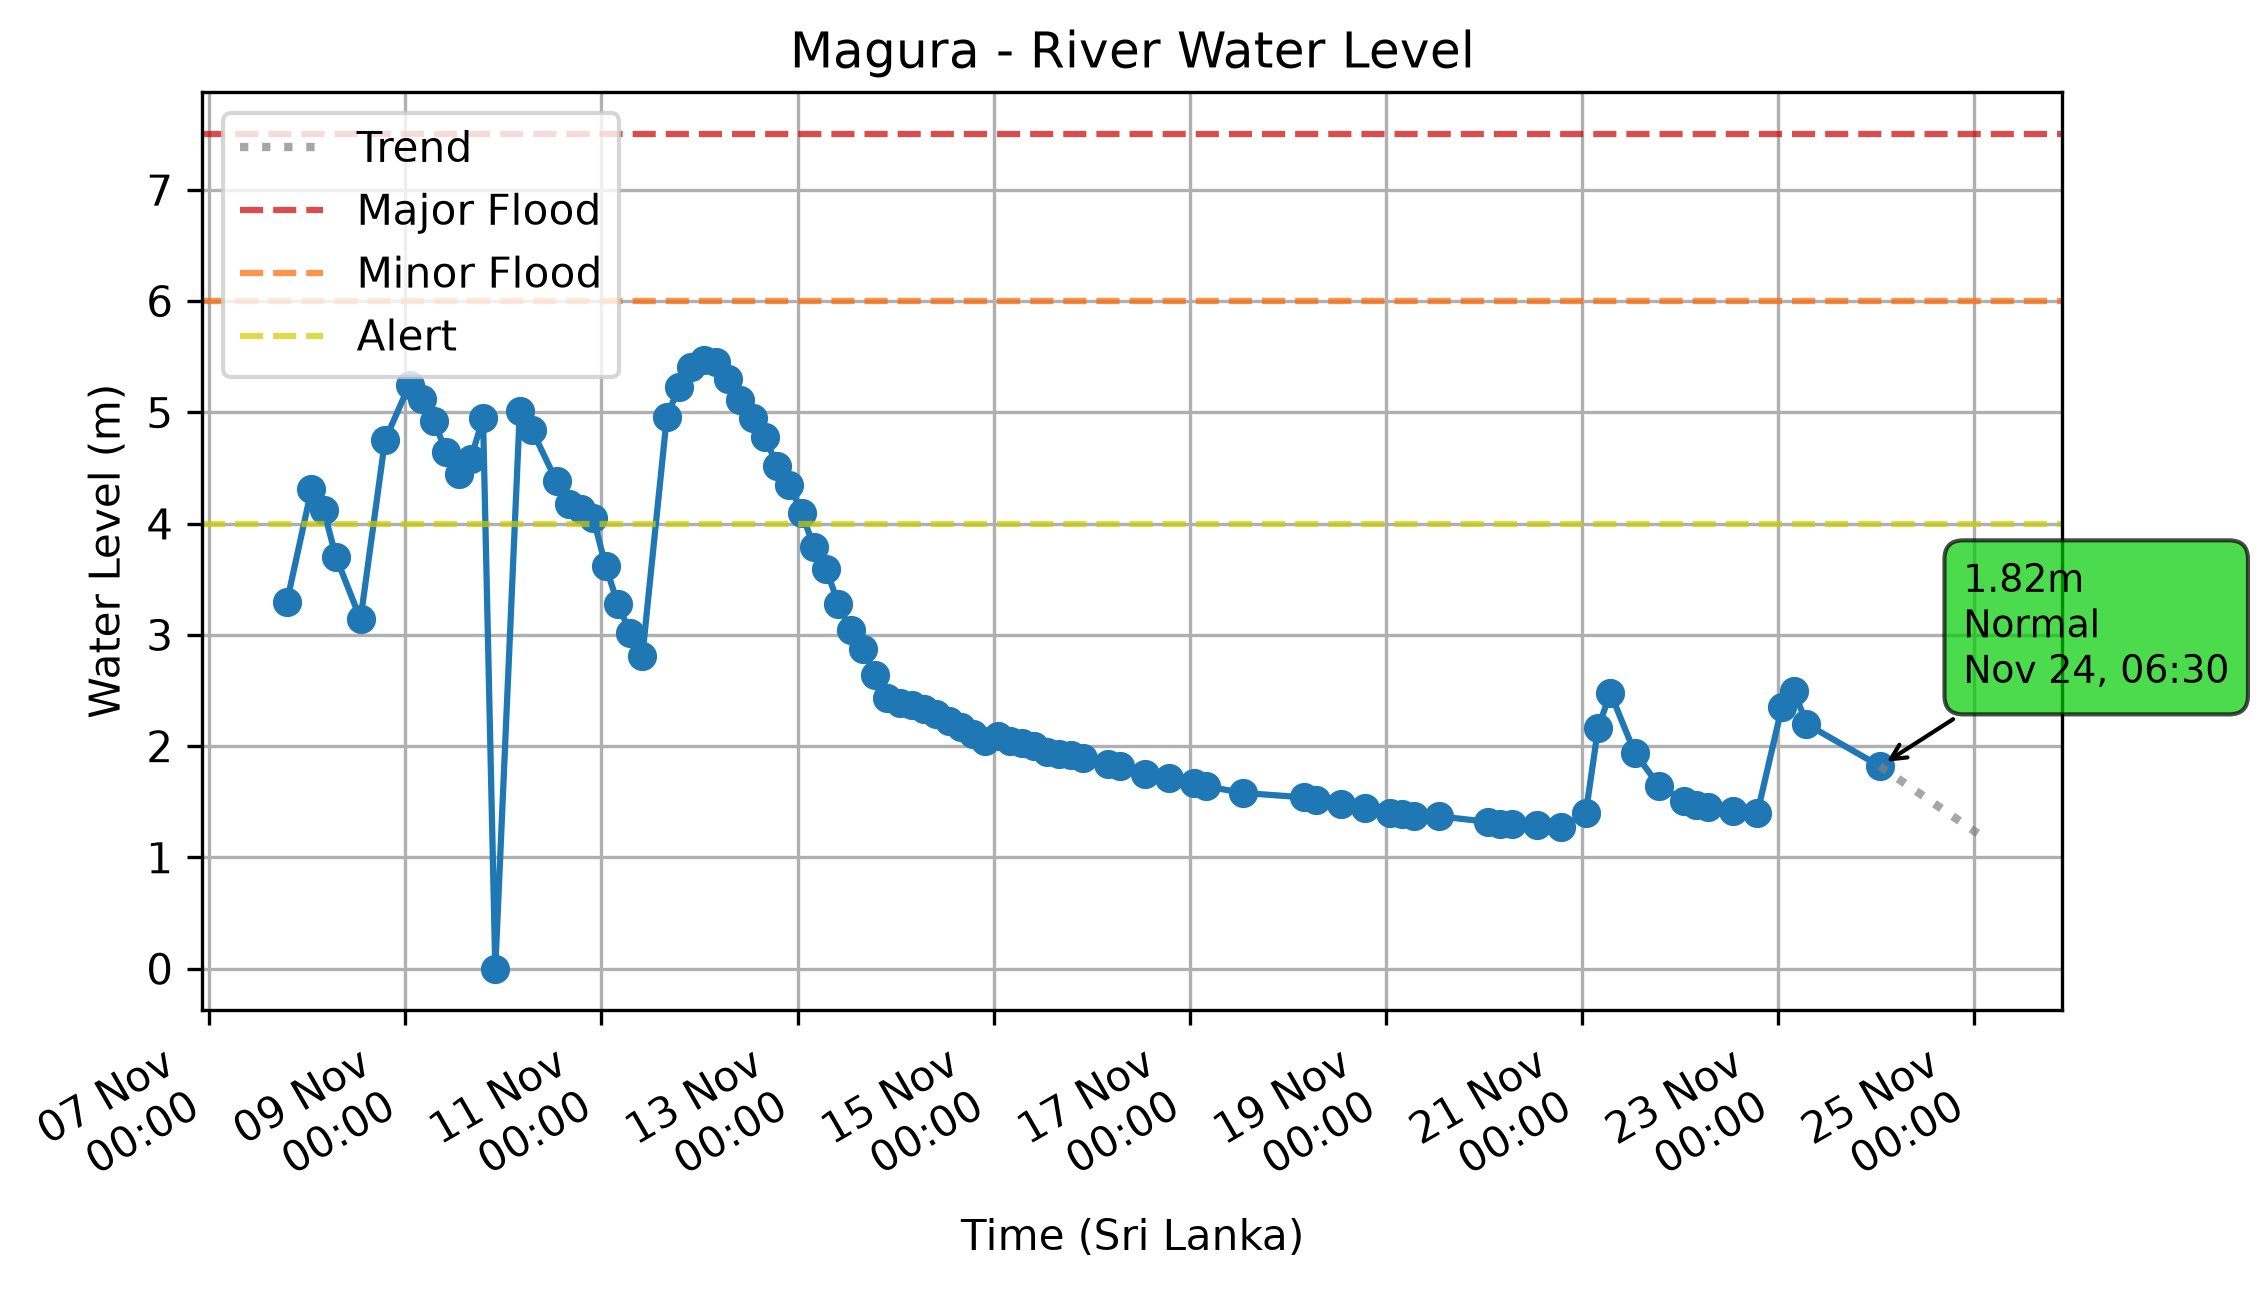 Magura - River Water Level
Trend
Major Flood
Minor Flood
Alert
Water Level (m)
7
6
5
4
3
2
1
0
1.82m
Normal
Nov 24, 06:30
07 Nov
00:00
09 Nov
00:00
11 Nov
00:00
13 Nov
00:00
15 Nov
00:00
17 Nov
00:00
19 Nov
00:00
21 Nov
00:00
23 Nov
00:00
25 Nov
00:00
Time (Sri Lanka)